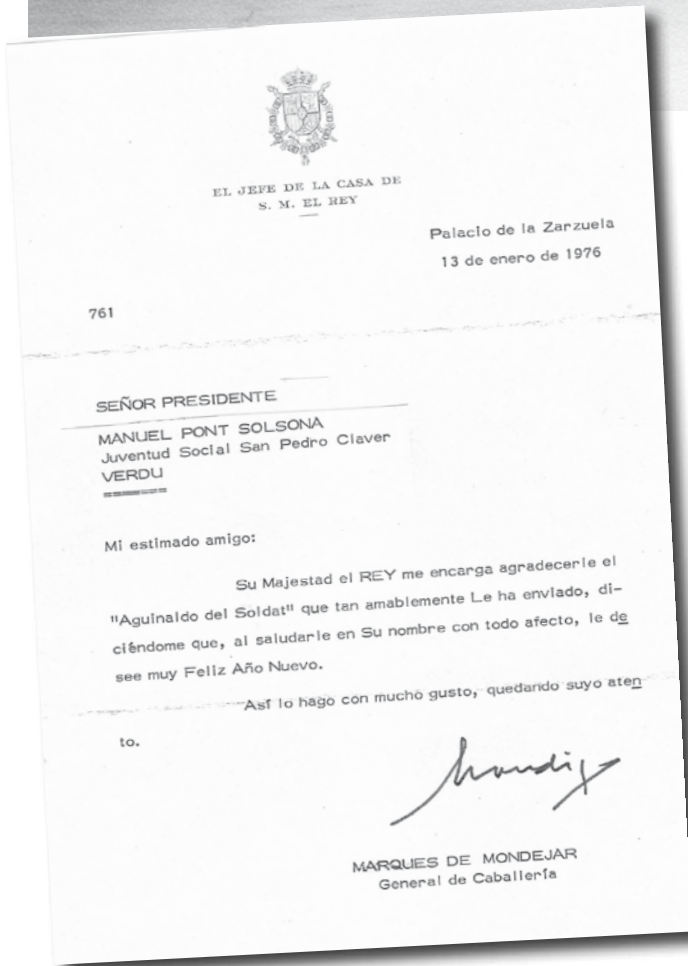 EL JEFE DE LA CASA DE
S. M. EL REY
Palacio de la Zarzuela
13 de enero de 1976
761
SEÑOR PRESIDENTE
MANUEL PONT SOLSONA
Juventud Social San Pedro Claver
VERDU
=======
Mi estimado amigo:
Su Majestad el REY me encarga agradecerle el
"Aguinaldo del Soldat" que tan amablemente Le ha enviado, di-
ciéndome que, al saludarle en Su nombre con todo afecto, le de
see muy Feliz Año Nuevo.
Así lo hago con mucho gusto, quedando suyo aten
to.
Mondéjar
MARQUES DE MONDEJAR
General de Caballería